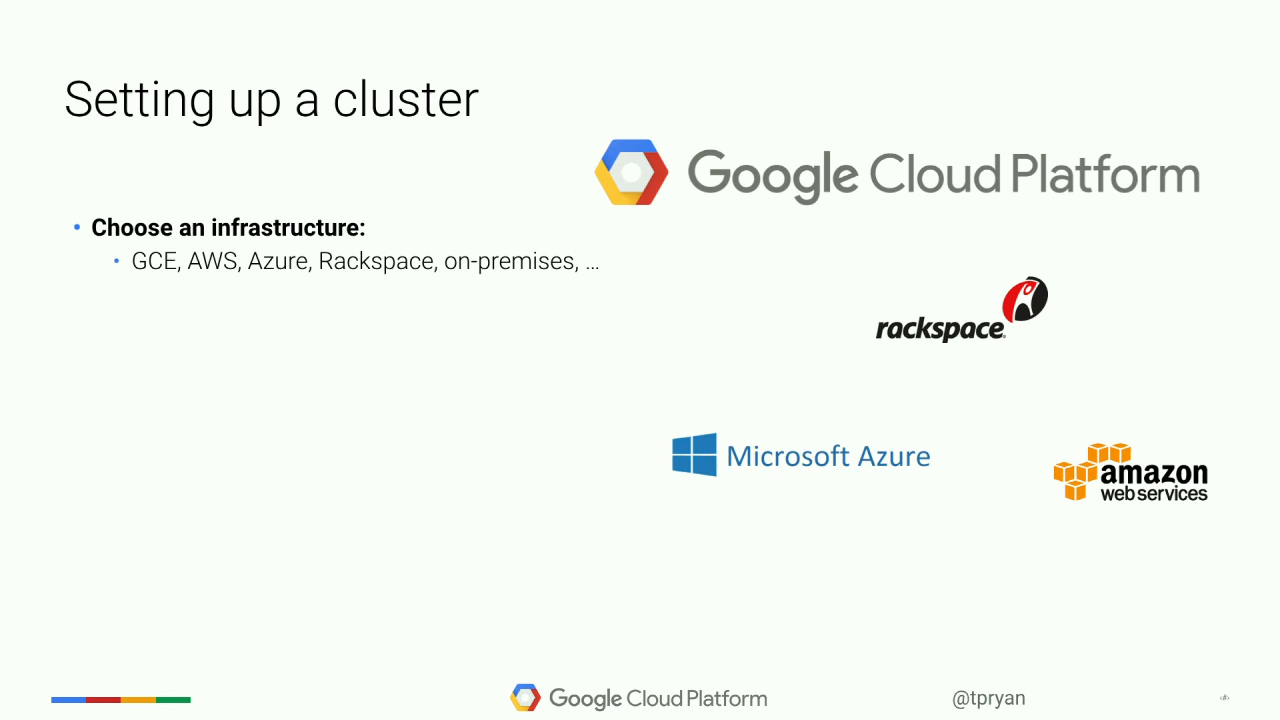 Setting up a cluster
Google Cloud Platform
• Choose an infrastructure:
• GCE, AWS, Azure, Rackspace, on-premises, ...
rackspace.
Microsoft Azure
amazon
web services
Google Cloud Platform
@tpryan